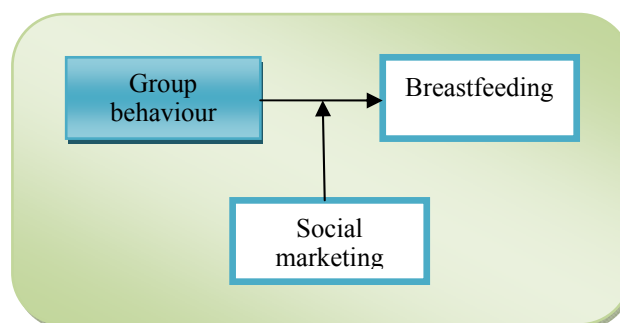 Group
behaviour
Breastfeeding
Social
marketing